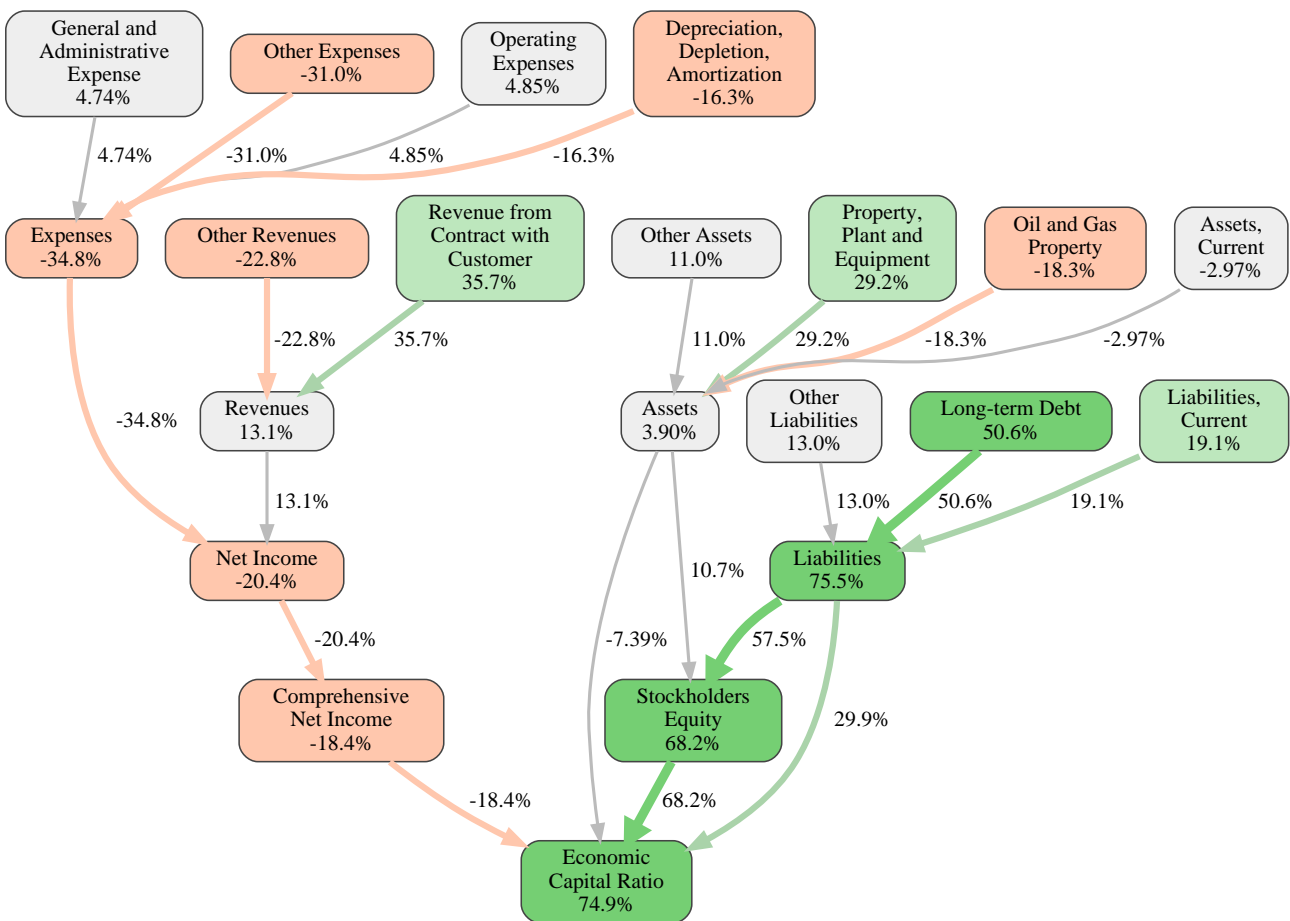 General and
Administrative
Expense
4.74%
Other Expenses
-31.0%
Operating
Expenses
4.85%
Depreciation,
Depletion,
Amortization
-16.3%
4.74%
-31.0%
4.85%
-16.3%
Expenses
-34.8%
Other Revenues
-22.8%
Revenue from
Contract with
Customer
35.7%
Other Assets
11.0%
Property,
Plant and
Equipment
29.2%
Oil and Gas
Property
-18.3%
Assets,
Current
-2.97%
-22.8%
35.7%
11.0%
29.2%
-18.3%
-2.97%
-34.8%
Revenues
13.1%
Assets
3.90%
Other
Liabilities
13.0%
Long-term Debt
50.6%
Liabilities,
Current
19.1%
13.1%
13.0%
50.6%
19.1%
Net Income
-20.4%
10.7%
Liabilities
75.5%
-20.4%
-7.39%
57.5%
Comprehensive
Net Income
-18.4%
Stockholders
Equity
68.2%
29.9%
-18.4%
68.2%
Economic
Capital Ratio
74.9%